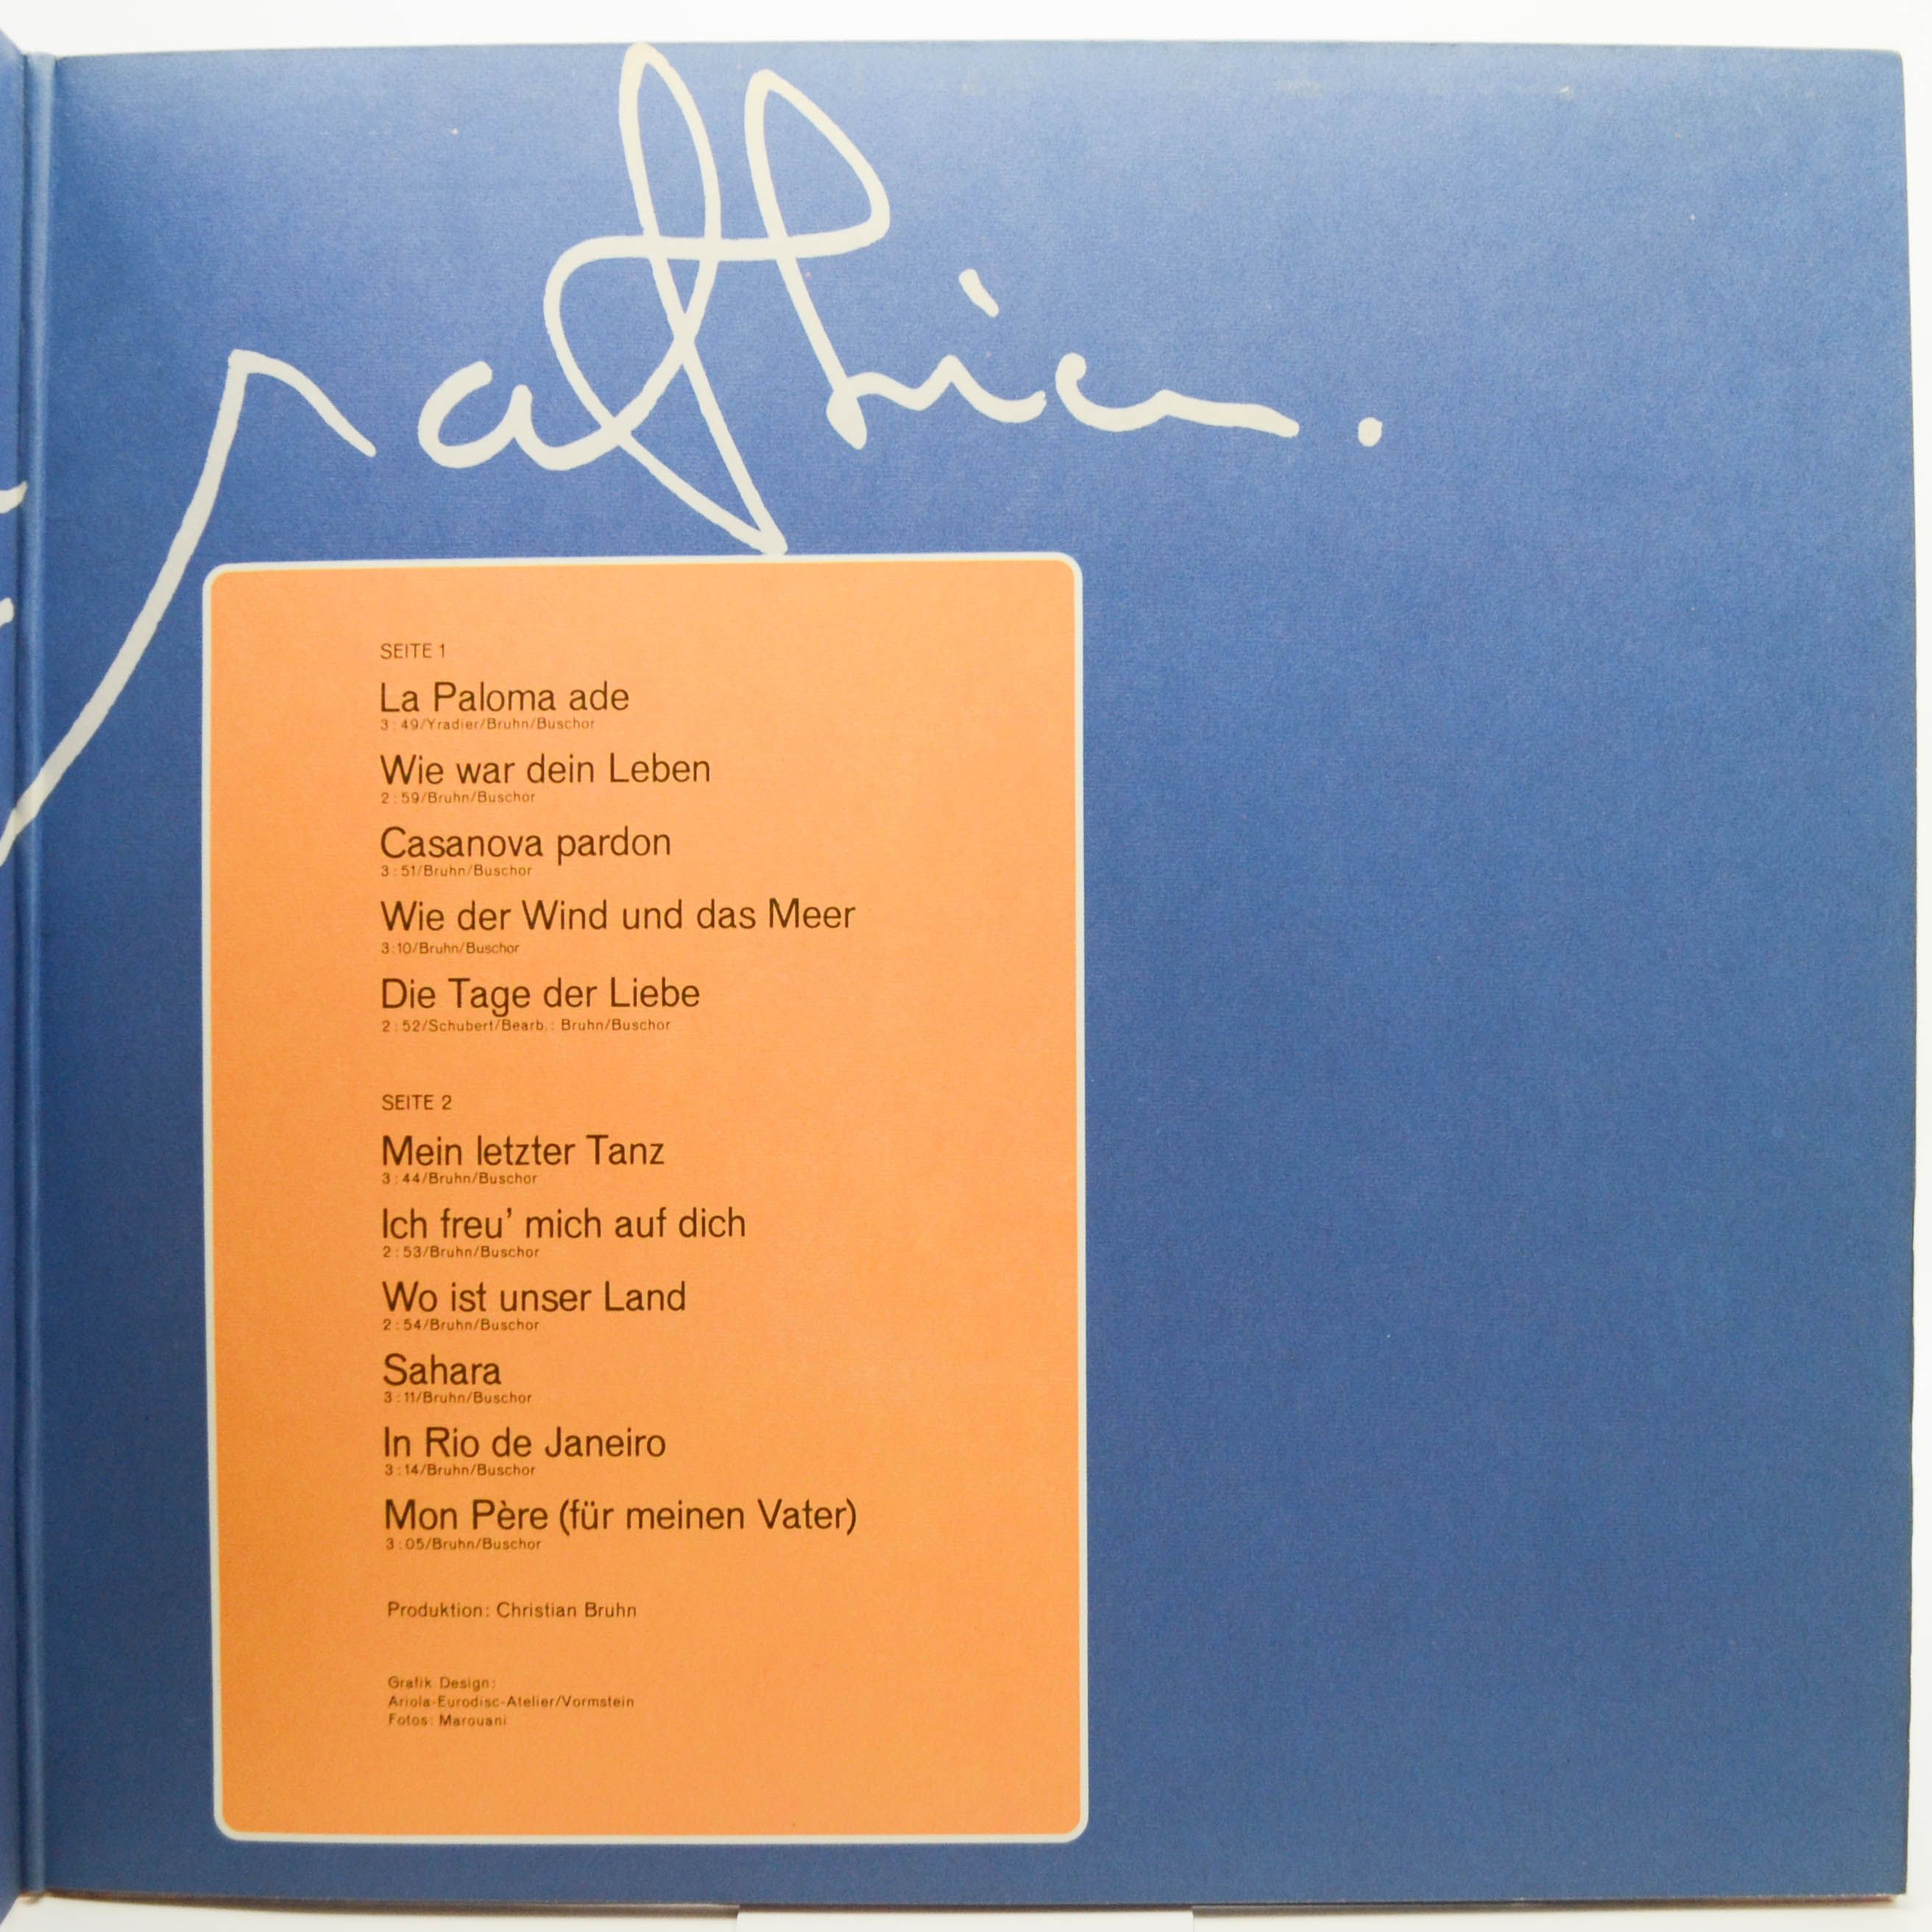 Mathieu.
SEITE 1
La Paloma ade
3:49/Yradier/Bruhn/Buschor
Wie war dein Leben
2:59/Bruhn/Buschor
Casanova pardon
3:51/Bruhn/Buschor
Wie der Wind und das Meer
3:10/Bruhn/Buschor
Die Tage der Liebe
2:52/Schubert/Bearb.: Bruhn/Buschor
SEITE 2
Mein letzter Tanz
3:44/Bruhn/Buschor
Ich freu’ mich auf dich
2:53/Bruhn/Buschor
Wo ist unser Land
2:54/Bruhn/Buschor
Sahara
3:11/Bruhn/Buschor
In Rio de Janeiro
3:14/Bruhn/Buschor
Mon Père (für meinen Vater)
3:05/Bruhn/Buschor
Produktion: Christian Bruhn
Grafik Design:
Ariola-Eurodisc-Atelier/Vormstein
Fotos: Marouani